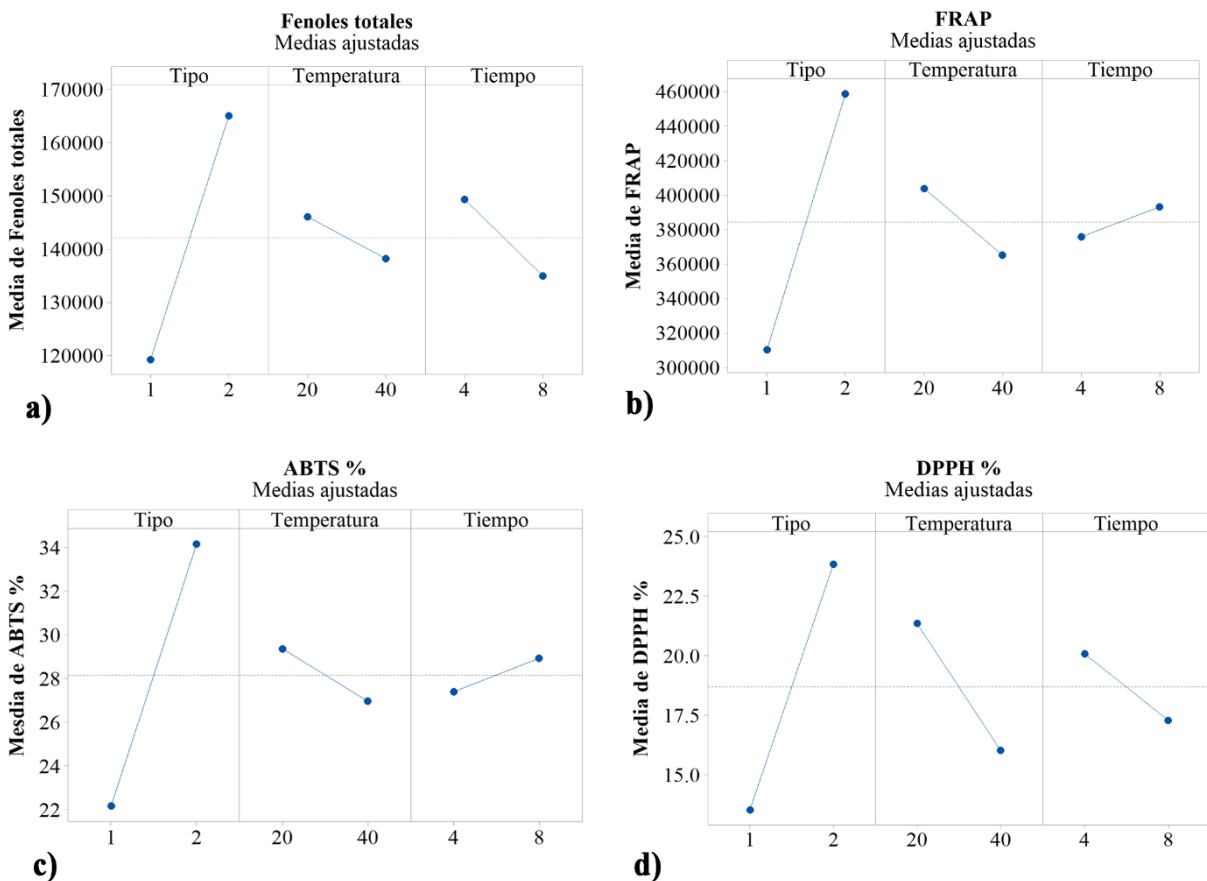 Fenoles totales
Medias ajustadas
Tipo Temperatura Tiempo
Media de Fenoles totales
170000
160000
150000
140000
130000
120000
1 2 20 40 4 8
a)
FRAP
Medias ajustadas
Tipo Temperatura Tiempo
Media de FRAP
460000
440000
420000
400000
380000
360000
340000
320000
300000
1 2 20 40 4 8
b)
ABTS %
Medias ajustadas
Tipo Temperatura Tiempo
Mesdia de ABTS %
34
32
30
28
26
24
22
1 2 20 40 4 8
c)
DPPH %
Medias ajustadas
Tipo Temperatura Tiempo
Media de DPPH %
25.0
22.5
20.0
17.5
15.0
1 2 20 40 4 8
d)